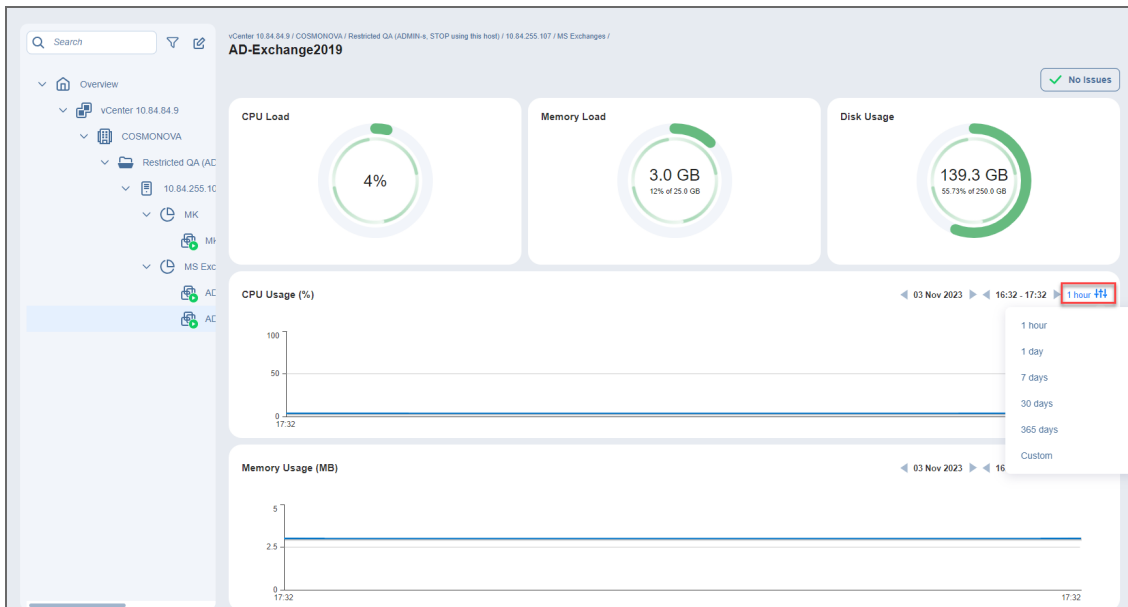 Search
Overview
vCenter 10.84.84.9
COSMONOVA
Restricted QA (AD
10.84.255.10
MK
MK
MS Exc
AD
AD
vCenter 10.84.84.9 / COSMONOVA / Restricted QA (ADMIN-s, STOP using this host) / 10.84.255.107 / MS Exchanges /
AD-Exchange2019
No Issues
CPU Load
4%
Memory Load
3.0 GB
12% of 25.0 GB
Disk Usage
139.3 GB
55.73% of 250.0 GB
CPU Usage (%)
03 Nov 2023
16:32 - 17:32
1 hour
1 hour
1 day
7 days
30 days
365 days
Custom
100
50
0
17:32
Memory Usage (MB)
03 Nov 2023
16
5
2.5
0
17:32
17:32